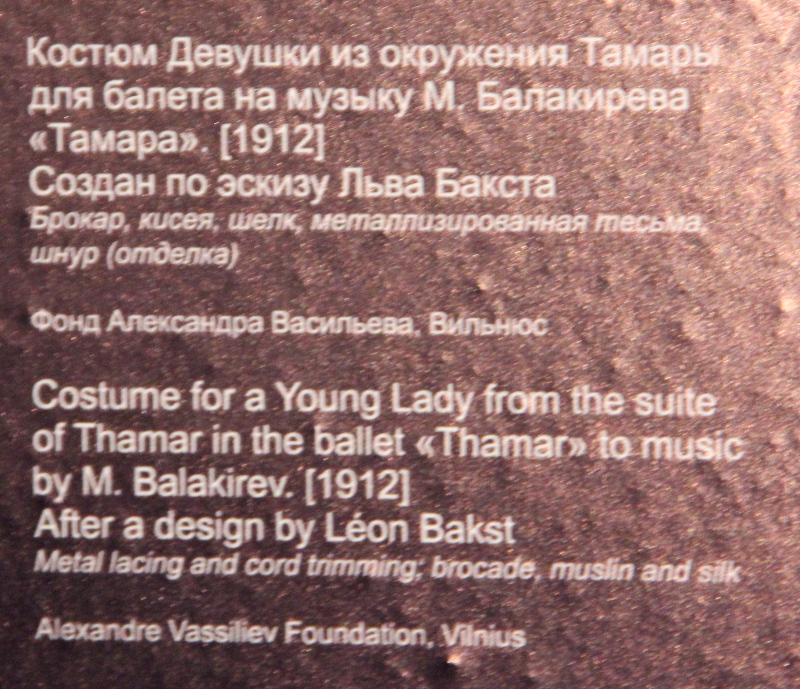 Костюм Девушки из окружения Тамары
для балета на музыку М. Балакирева
«Тамара». [1912]
Создан по эскизу Льва Бакста
Брокар, кисея, шелк, металлизированная тесьма,
шнур (отделка)
Фонд Александра Васильева, Вильнюс
Costume for a Young Lady from the suite
of Thamar in the ballet «Thamar» to music
by M. Balakirev. [1912]
After a design by Léon Bakst
Metal lacing and cord trimming; brocade, muslin and silk
Alexandre Vassiliev Foundation, Vilnius